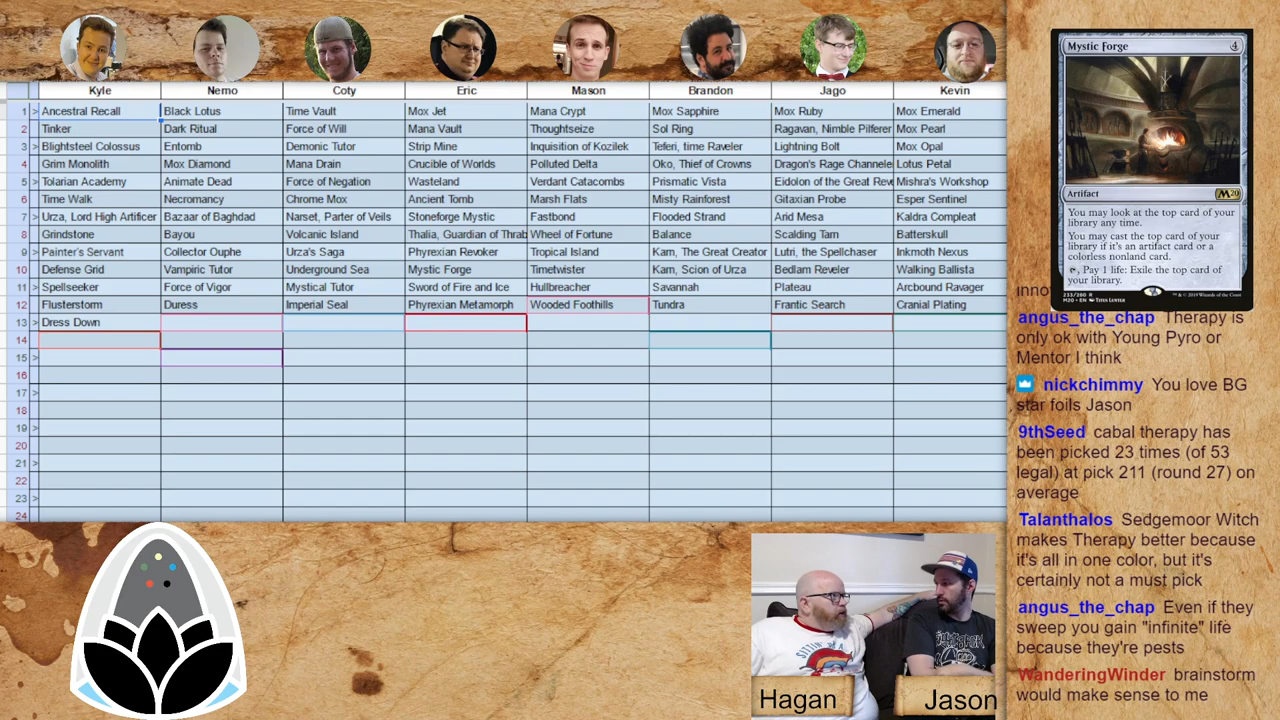 Kyle Nemo Coty Eric Mason Brandon Jago Kevin
1 > Ancestral Recall Black Lotus Time Vault Mox Jet Mana Crypt Mox Sapphire Mox Ruby Mox Emerald
2 Tinker Dark Ritual Force of Will Mana Vault Thoughtseize Sol Ring Ragavan, Nimble Pilferer Mox Pearl
3 > Blightsteel Colossus Entomb Demonic Tutor Strip Mine Inquisition of Kozilek Teferi, time Raveler Lightning Bolt Mox Opal
4 Grim Monolith Mox Diamond Mana Drain Crucible of Worlds Polluted Delta Oko, Thief of Crowns Dragon's Rage Channele Lotus Petal
5 > Tolarian Academy Animate Dead Force of Negation Wasteland Verdant Catacombs Prismatic Vista Eidolon of the Great Rev Mishra's Workshop
6 Time Walk Necromancy Chrome Mox Ancient Tomb Marsh Flats Misty Rainforest Gitaxian Probe Esper Sentinel
7 > Urza, Lord High Artificer Bazaar of Baghdad Narset, Parter of Veils Stoneforge Mystic Fastbond Flooded Strand Arid Mesa Kaldra Compleat
8 Grindstone Bayou Volcanic Island Thalia, Guardian of Thrab Wheel of Fortune Balance Scalding Tarn Batterskull
9 > Painter's Servant Collector Ouphe Urza's Saga Phyrexian Revoker Tropical Island Karn, The Great Creator Lutri, the Spellchaser Inkmoth Nexus
10 Defense Grid Vampiric Tutor Underground Sea Mystic Forge Timetwister Karn, Scion of Urza Bedlam Reveler Walking Ballista
11 > Spellseeker Force of Vigor Mystical Tutor Sword of Fire and Ice Hullbreacher Savannah Plateau Arcbound Ravager
12 Flusterstorm Duress Imperial Seal Phyrexian Metamorph Wooded Foothills Tundra Frantic Search Cranial Plating
13 > Dress Down
14
15 >
16
17 >
18
19 >
20
21 >
22
23 >
24
Mystic Forge 4
Artifact M20
You may look at the top card of your
library any time.
You may cast the top card of your
library if it's an artifact card or a
colorless nonland card.
, Pay 1 life: Exile the top card of
your library.
233/280 R
innov
angus_the_chap Therapy is
only ok with Young Pyro or
Mentor I think
nickchimmy You love BG
star foils Jason
9thSeed cabal therapy has
been picked 23 times (of 53
legal) at pick 211 (round 27) on
average
Talanthalos Sedgemoor Witch
makes Therapy better because
it's all in one color, but it's
certainly not a must pick
angus_the_chap Even if they
sweep you gain "infinite" life
because they're pests
WanderingWinder brainstorm
would make sense to me
Hagan
Jason